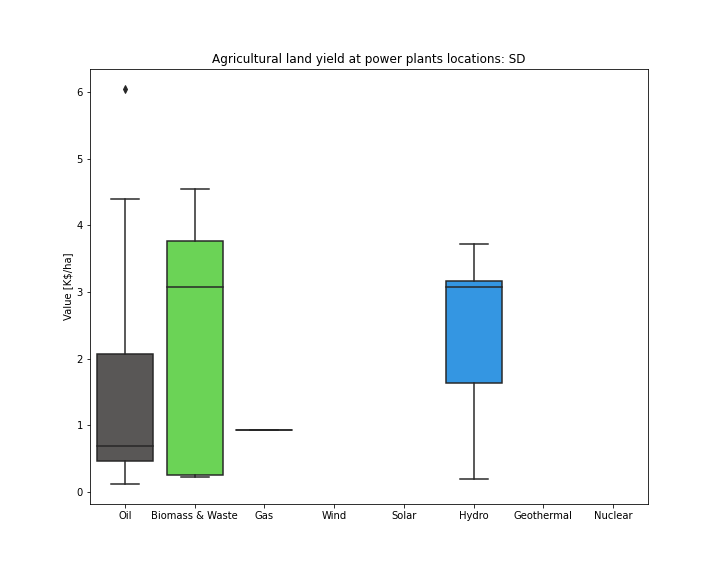 Agricultural land yield at power plants locations: SD
6
5
4
3
2
1
0
Value [K$/ha]
Oil Biomass & Waste Gas Wind Solar Hydro Geothermal Nuclear